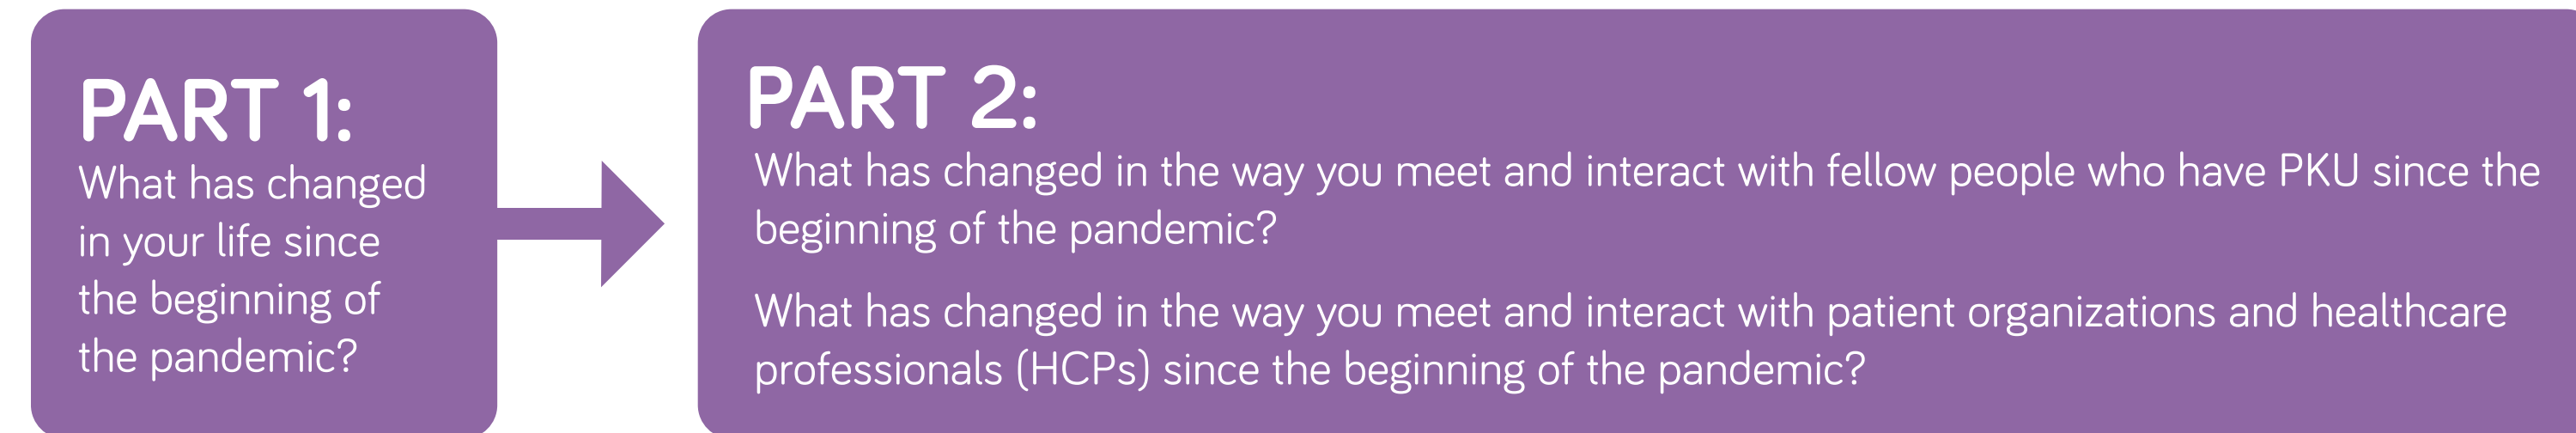 PART 1:
What has changed
in your life since
the beginning of
the pandemic?
PART 2:
What has changed in the way you meet and interact with fellow people who have PKU since the
beginning of the pandemic?
What has changed in the way you meet and interact with patient organizations and healthcare
professionals (HCPs) since the beginning of the pandemic?